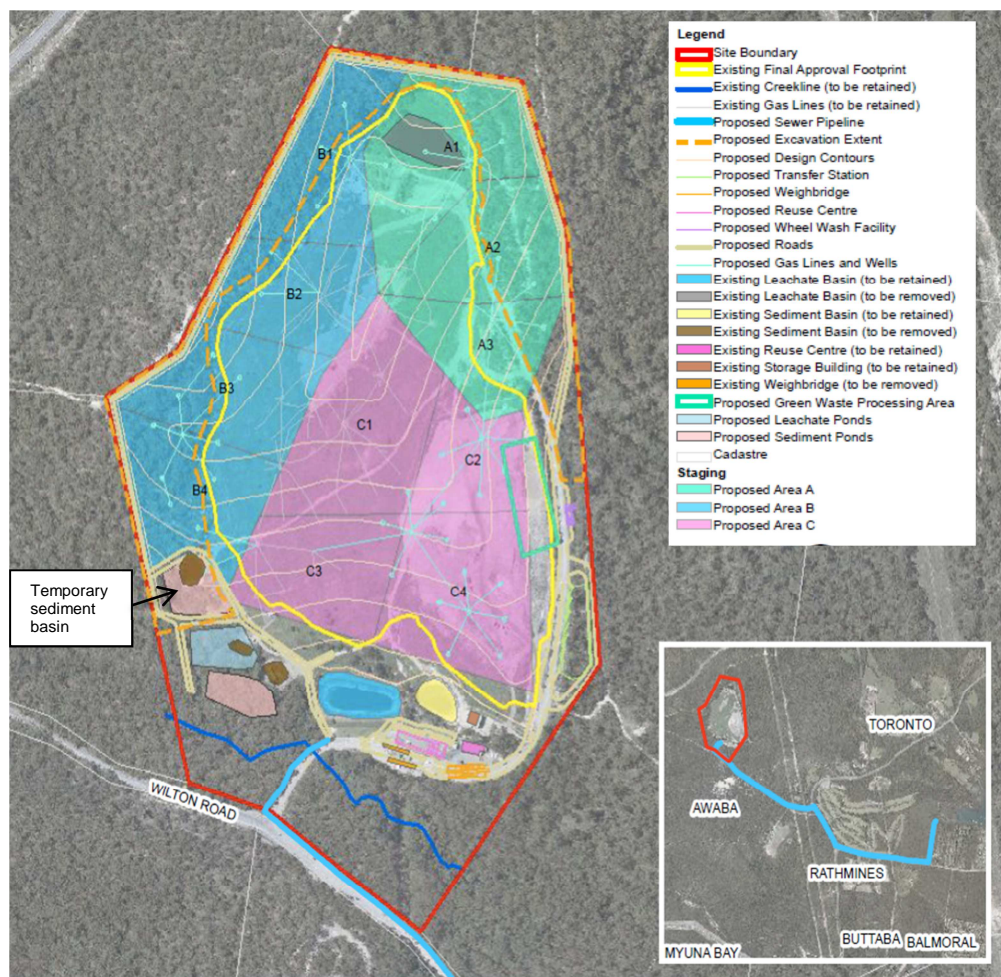 Legend
Site Boundary
Existing Final Approval Footprint
Existing Creekline (to be retained)
Existing Gas Lines (to be retained)
Proposed Sewer Pipeline
Proposed Excavation Extent
Proposed Design Contours
Proposed Transfer Station
Proposed Weighbridge
Proposed Reuse Centre
Proposed Wheel Wash Facility
Proposed Roads
Proposed Gas Lines and Wells
Existing Leachate Basin (to be retained)
Existing Leachate Basin (to be removed)
Existing Sediment Basin (to be retained)
Existing Sediment Basin (to be removed)
Existing Reuse Centre (to be retained)
Existing Storage Building (to be retained)
Existing Weighbridge (to be removed)
Proposed Green Waste Processing Area
Proposed Leachate Ponds
Proposed Sediment Ponds
Cadastre
Staging
Proposed Area A
Proposed Area B
Proposed Area C
A1
B1
A2
B2
A3
B3
C1
C2
B4
C3
C4
Temporary
sediment
basin
WILTON ROAD
TORONTO
AWABA
RATHMINES
BUTTABA
BALMORAL
MYUNA BAY